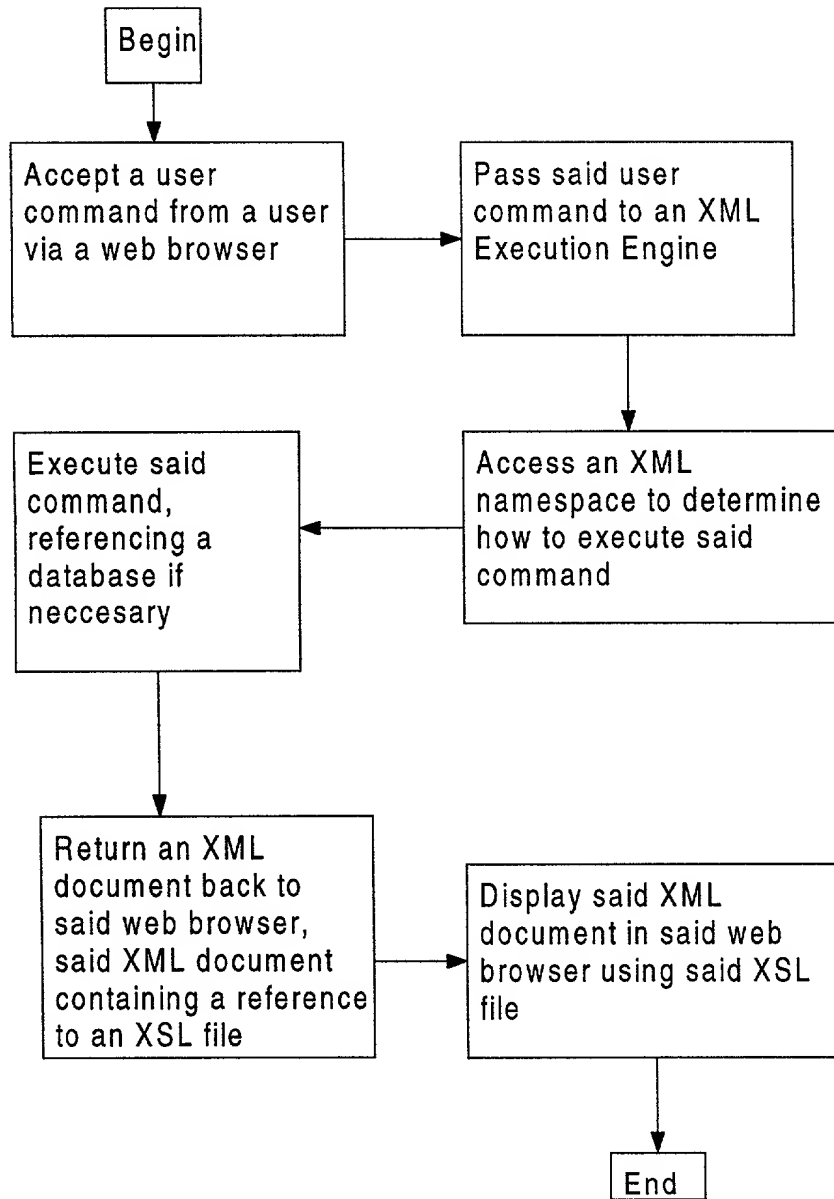 Begin
Accept a user
command from a user
via a web browser
Pass said user
command to an XML
Execution Engine
Access an XML
namespace to determine
how to execute said
command
Execute said
command,
referencing a
database if
neccesary
Return an XML
document back to
said web browser,
said XML document
containing a reference
to an XSL file
Display said XML
document in said web
browser using said XSL
file
End